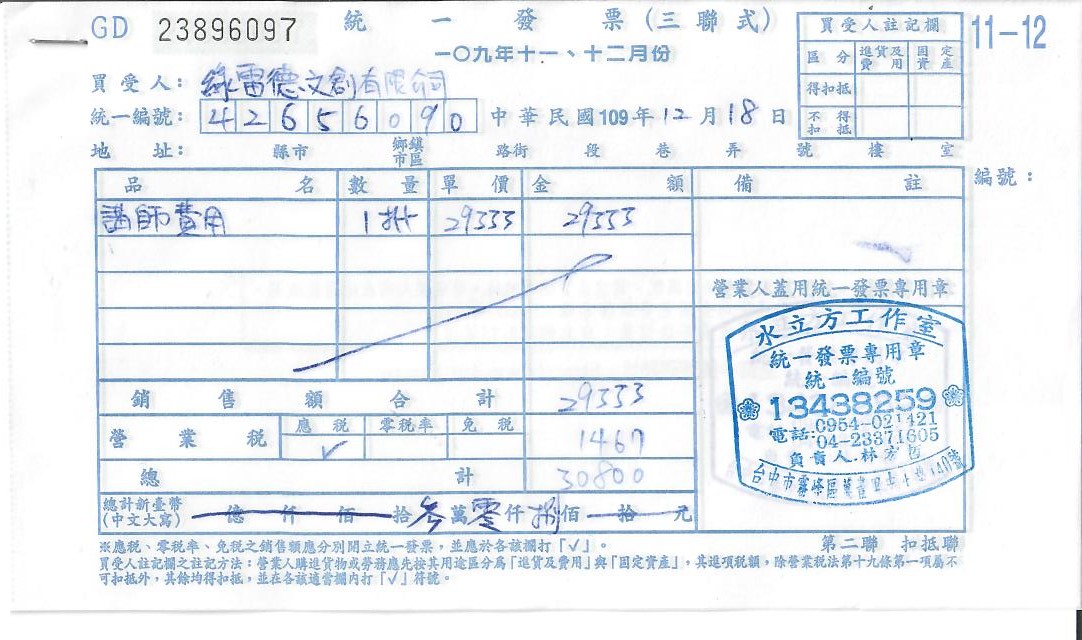 GD 23896097 統一發票(三聯式)
一〇九年十一、十二月份
11-12
買受人註記欄
區分 進貨及費用 固定資產
得扣抵
不得扣抵
買受人: 綠雷德文創有限公司
統一編號: 42656090 中華民國109年12月18日
地址: 縣市 鄉鎮市區 路街 段 巷 弄 號 樓 室
品名 數量 單價 金額 備註 編號:
講師費用 1批 29333 29333
營業人蓋用統一發票專用章
水立方工作室
統一發票專用章
統一編號
13438259
電話:0954-021421
04-23371605
負責人.林
台中市霧峰區
銷售額合計 29333
營業稅 應稅 零稅率 免稅
✓ 1467
總計 30800
總計新臺幣(中文大寫) 億仟佰拾參萬零仟捌佰拾元
※應稅、零稅率、免稅之銷售額應分別開立統一發票,並應於各該欄打「√」。
第二聯 扣抵聯
買受人註記欄之註記方法:營業人購進貨物或勞務應先按其用途區分為「進貨及費用」與「固定資產」,其進項稅額,除營業稅法第十九條第一項屬不
可扣抵外,其餘均得扣抵,並在各該適當欄內打「√」符號。